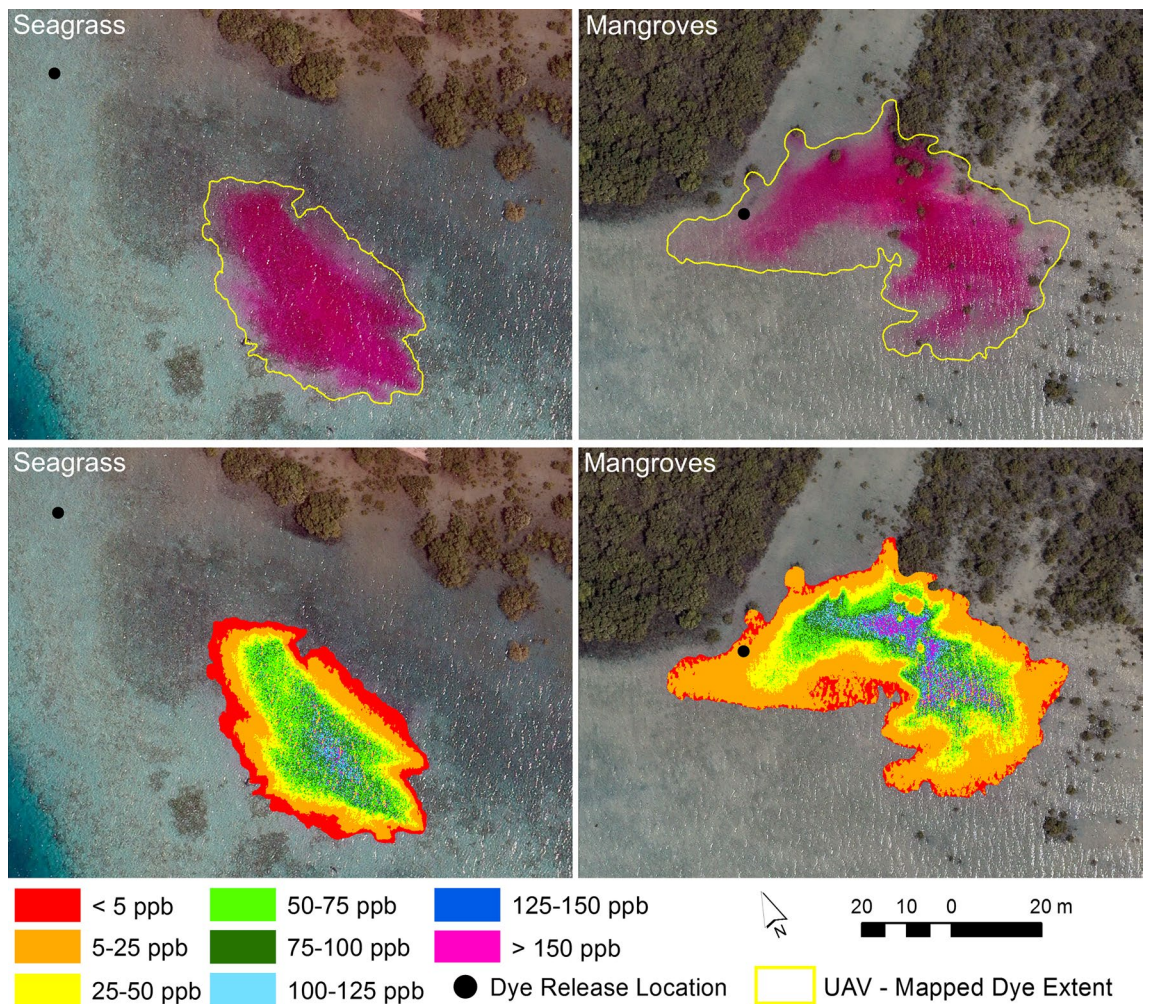 Seagrass
Mangroves
Seagrass
Mangroves
< 5 ppb
50-75 ppb
125-150 ppb
5-25 ppb
75-100 ppb
> 150 ppb
25-50 ppb
100-125 ppb
Dye Release Location
UAV - Mapped Dye Extent
N
20 10 0 20 m